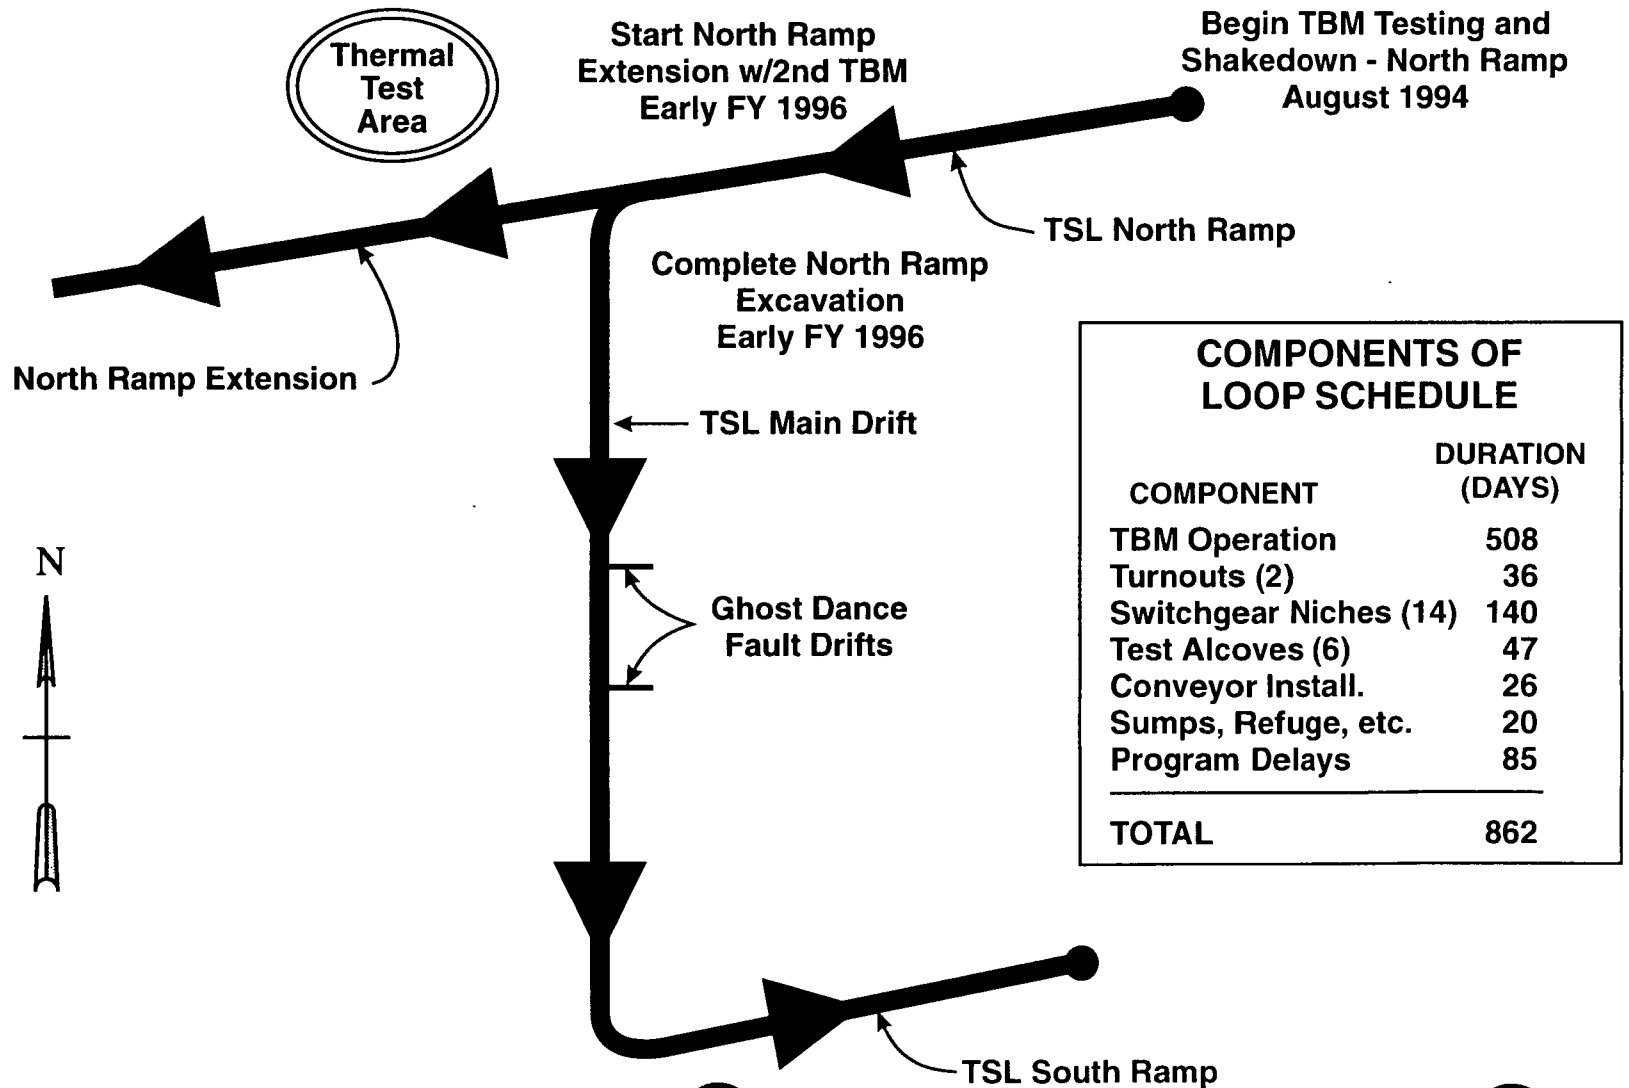 Thermal
Test
Area
Start North Ramp
Extension w/2nd TBM
Early FY 1996
Begin TBM Testing and
Shakedown - North Ramp
August 1994
TSL North Ramp
Complete North Ramp
Excavation
Early FY 1996
North Ramp Extension
TSL Main Drift
N
Ghost Dance
Fault Drifts
COMPONENTS OF
LOOP SCHEDULE
COMPONENT DURATION
(DAYS)
TBM Operation 508
Turnouts (2) 36
Switchgear Niches (14) 140
Test Alcoves (6) 47
Conveyor Install. 26
Sumps, Refuge, etc. 20
Program Delays 85
TOTAL 862
TSL South Ramp